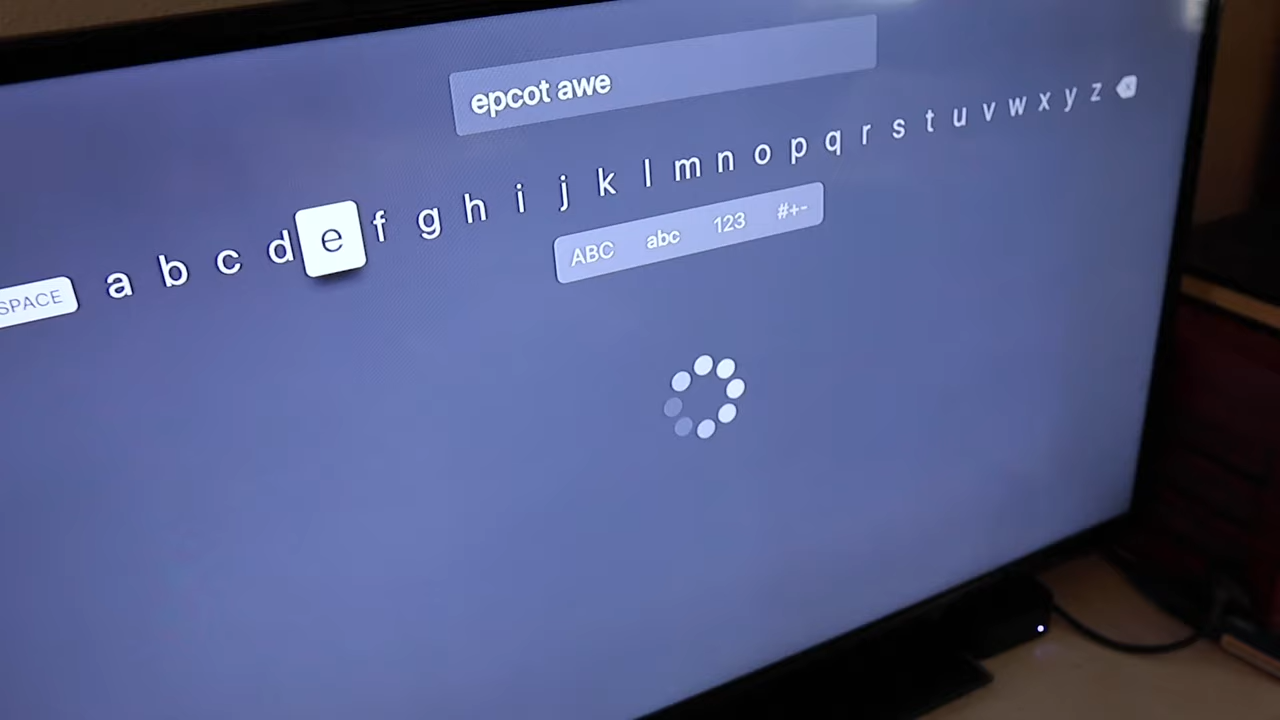 epcot awe
SPACE a b c d e f g h i j k l m n o p q r s t u v w x y z
ABC abc 123 #+-